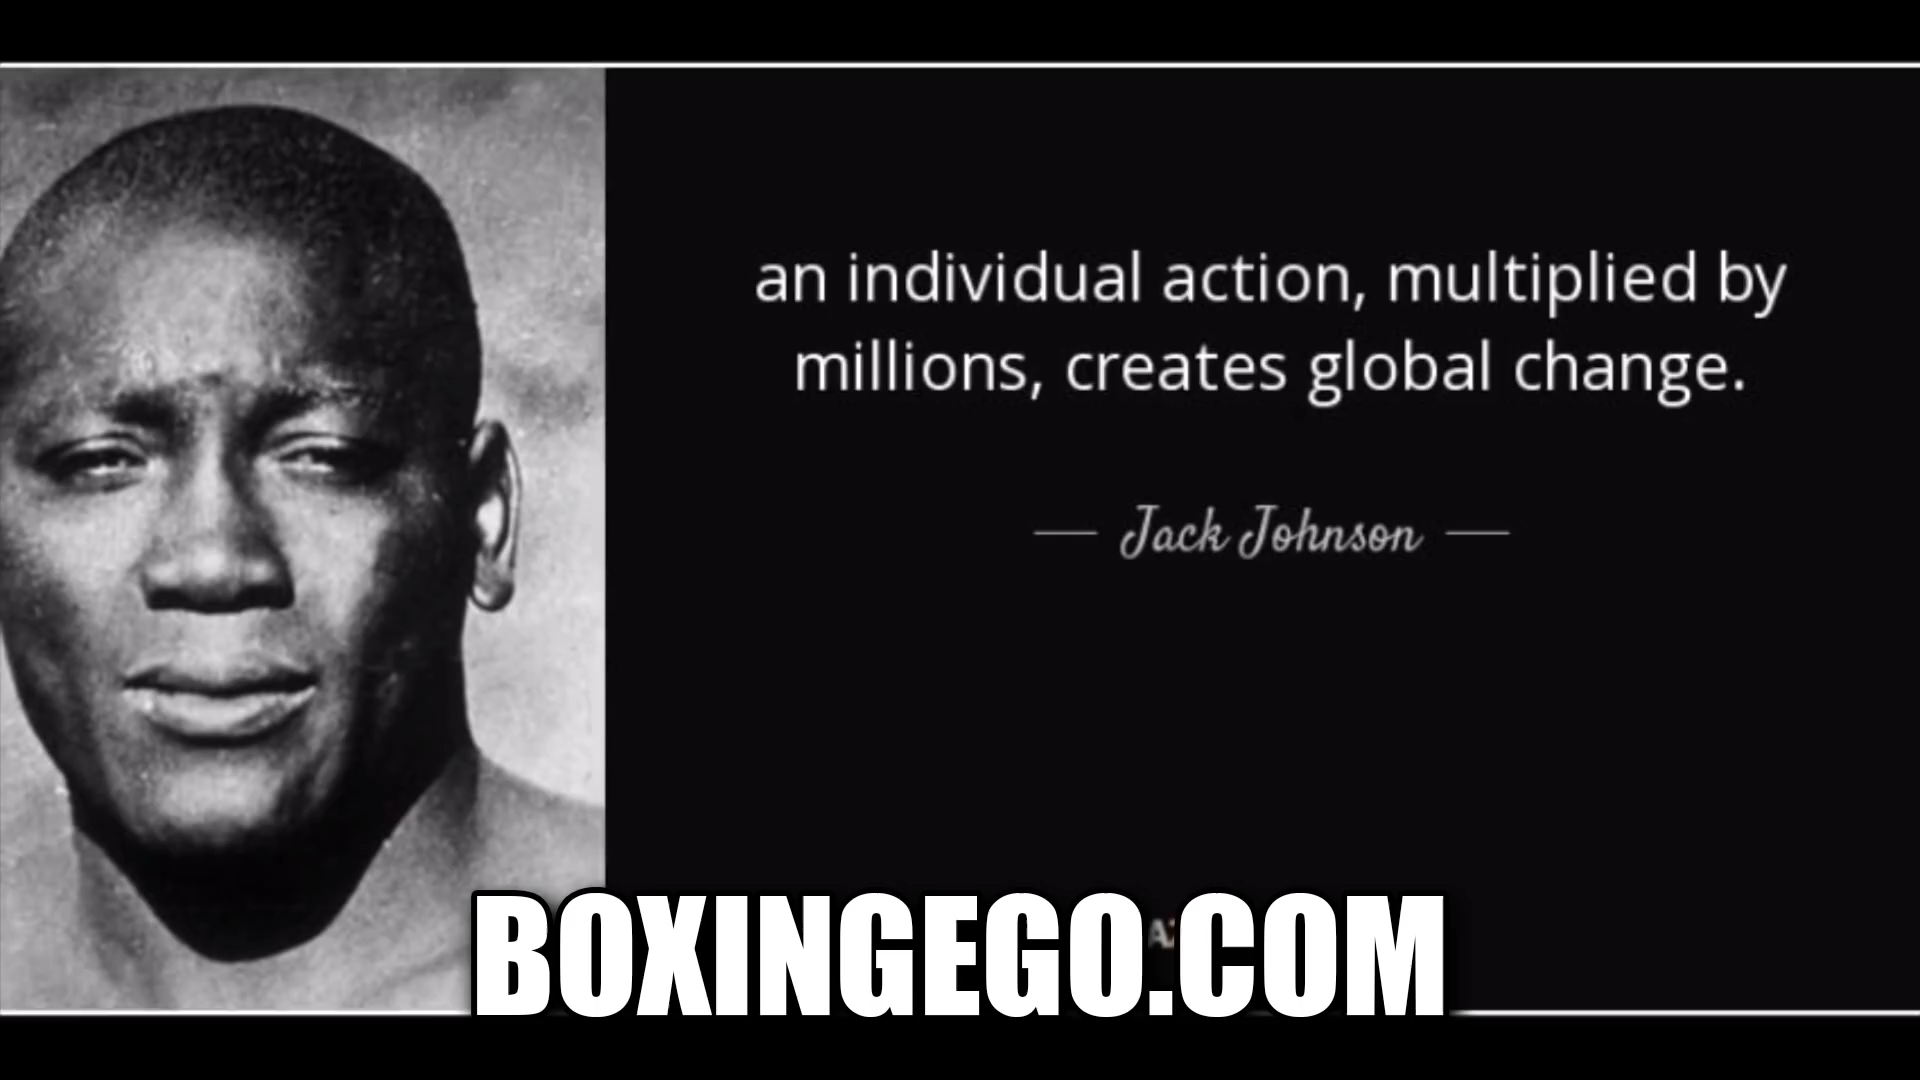 an individual action, multiplied by
millions, creates global change.
Jack Johnson
BOXINGEGO.COM